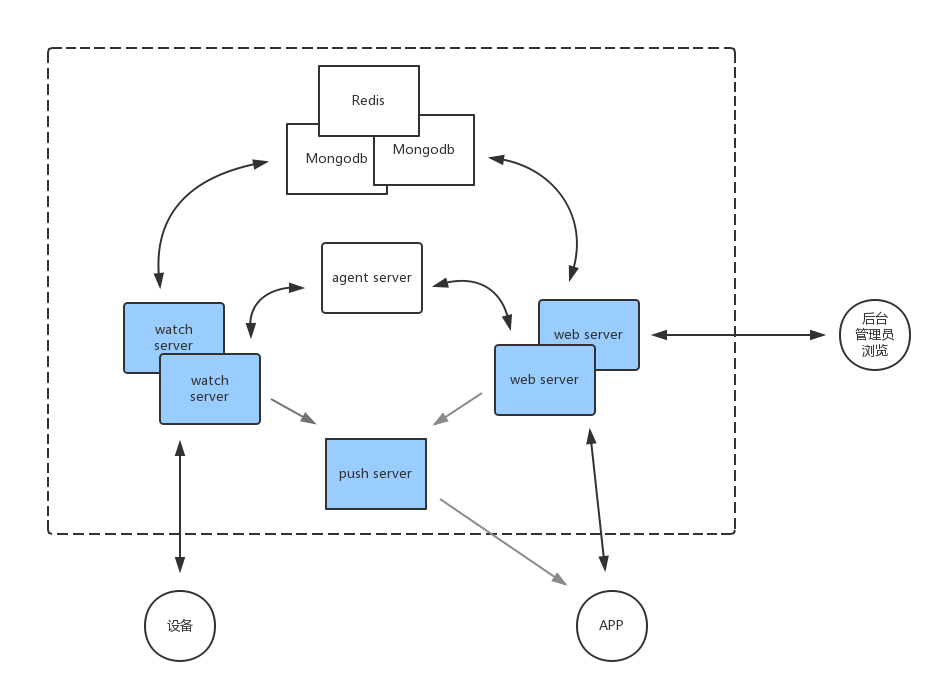 Redis
Mongodb
Mongodb
agent server
watch
server
watch
server
web server
web server
后台
管理员
浏览
push server
设备
APP